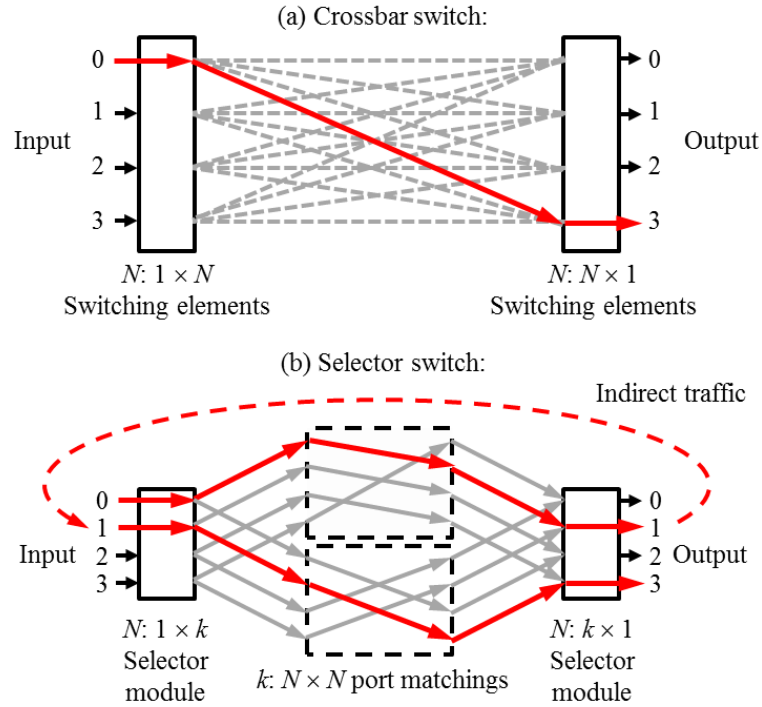 (a) Crossbar switch:
0
1
2
3
Input
0
1
2
3
Output
N: 1 × N
Switching elements
N: N × 1
Switching elements
(b) Selector switch:
Indirect traffic
0
1
2
3
Input
0
1
2
3
Output
N: 1 × k
Selector
module
k: N × N port matchings
N: k × 1
Selector
module